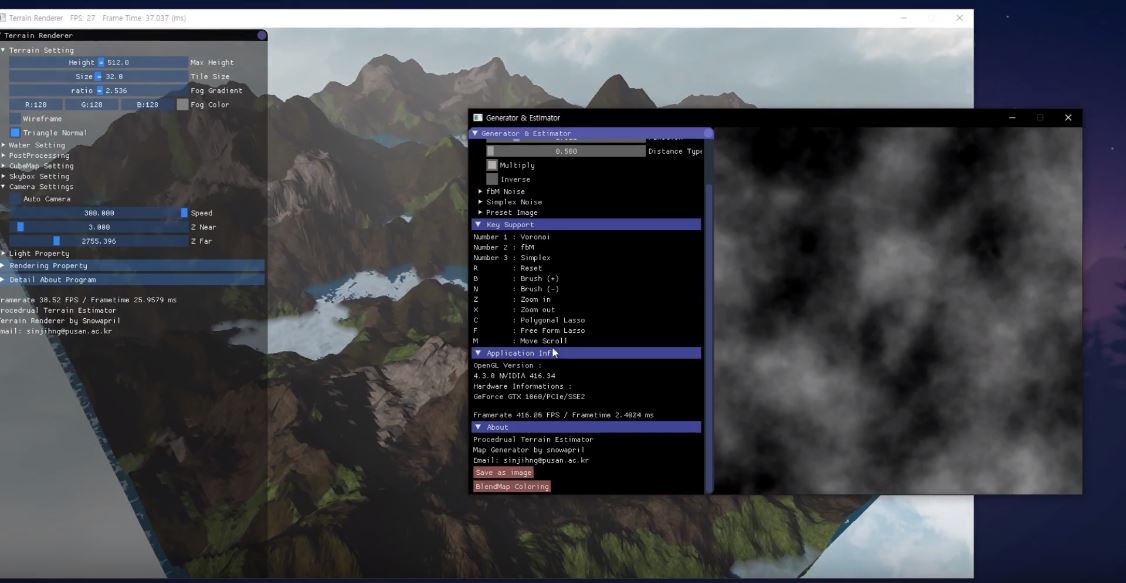 Terrain Renderer FPS: 27 Frame Time: 37.037 (ms)
Terrain Renderer
Terrain Setting
Height 512.0 Max Height
Size 32.0 Tile Size
ratio 2.536 Fog Gradient
R:128 G:128 B:128 Fog Color
Wireframe
Triangle Normal
Water Setting
PostProcessing
CubeMap Setting
Skybox Setting
Camera Settings
Auto Camera
300.000 Speed
3.000 Z Near
2755.396 Z Far
Light Property
Rendering Property
Detail About Program
ramerate 38.52 FPS / Frametime 25.9579 ms
rocedrual Terrain Estimator
errain Renderer by Snowapril
mail: sinjihng@pusan.ac.kr
Generator & Estimator
Generator & Estimator
0.500 Distance Type
Multiply
Inverse
fbM Noise
Simplex Noise
Preset Image
Key Support
Number 1 : Voronoi
Number 2 : fbM
Number 3 : Simplex
R : Reset
B : Brush (+)
N : Brush (-)
Z : Zoom in
X : Zoom out
C : Polygonal Lasso
F : Free Form Lasso
M : Move Scroll
Application Inf
OpenGL Version :
4.3.0 NVIDIA 416.34
Hardware Informations :
GeForce GTX 1060/PCIe/SSE2
Framerate 416.26 FPS / Frametime 2.4024 ms
About
Procedrual Terrain Estimator
Map Generator by snowapril
Email: sinjihng@pusan.ac.kr
Save as image
BlendMap Coloring